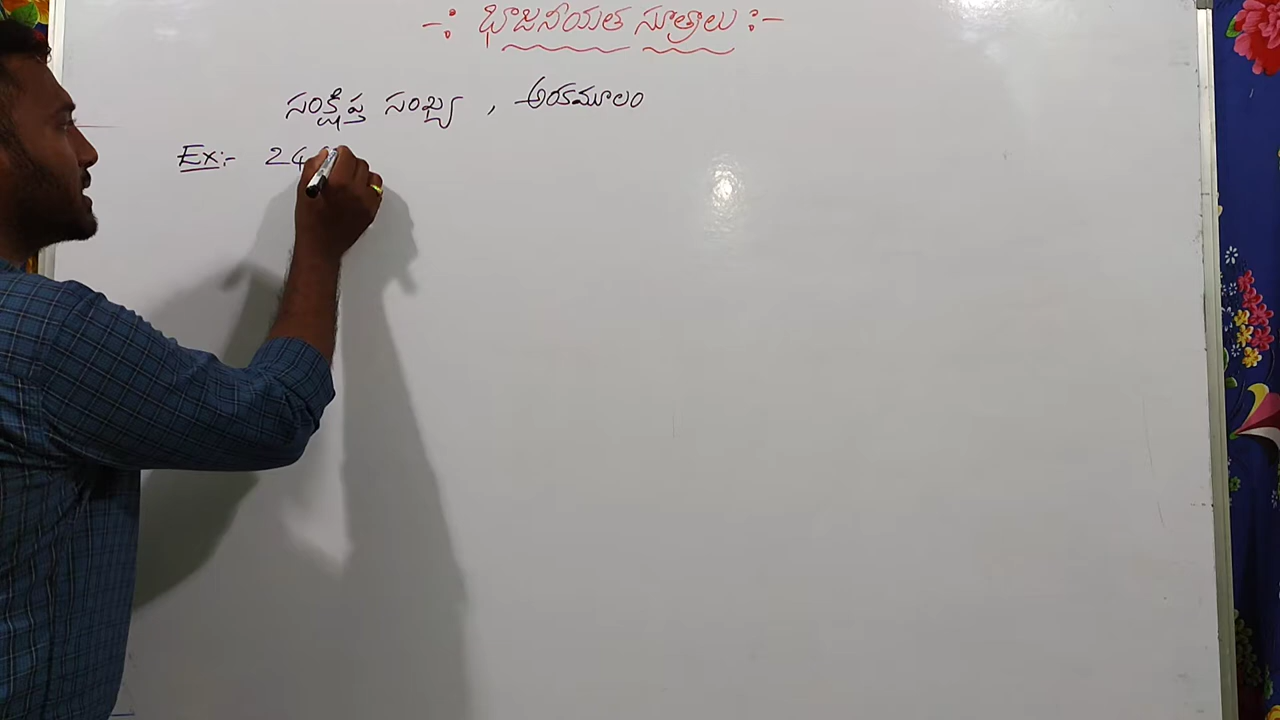 -: భాజనీయత సూత్రాలు :-
సంక్షిప్త సంఖ్య , అంకమూలం
Ex:- 24